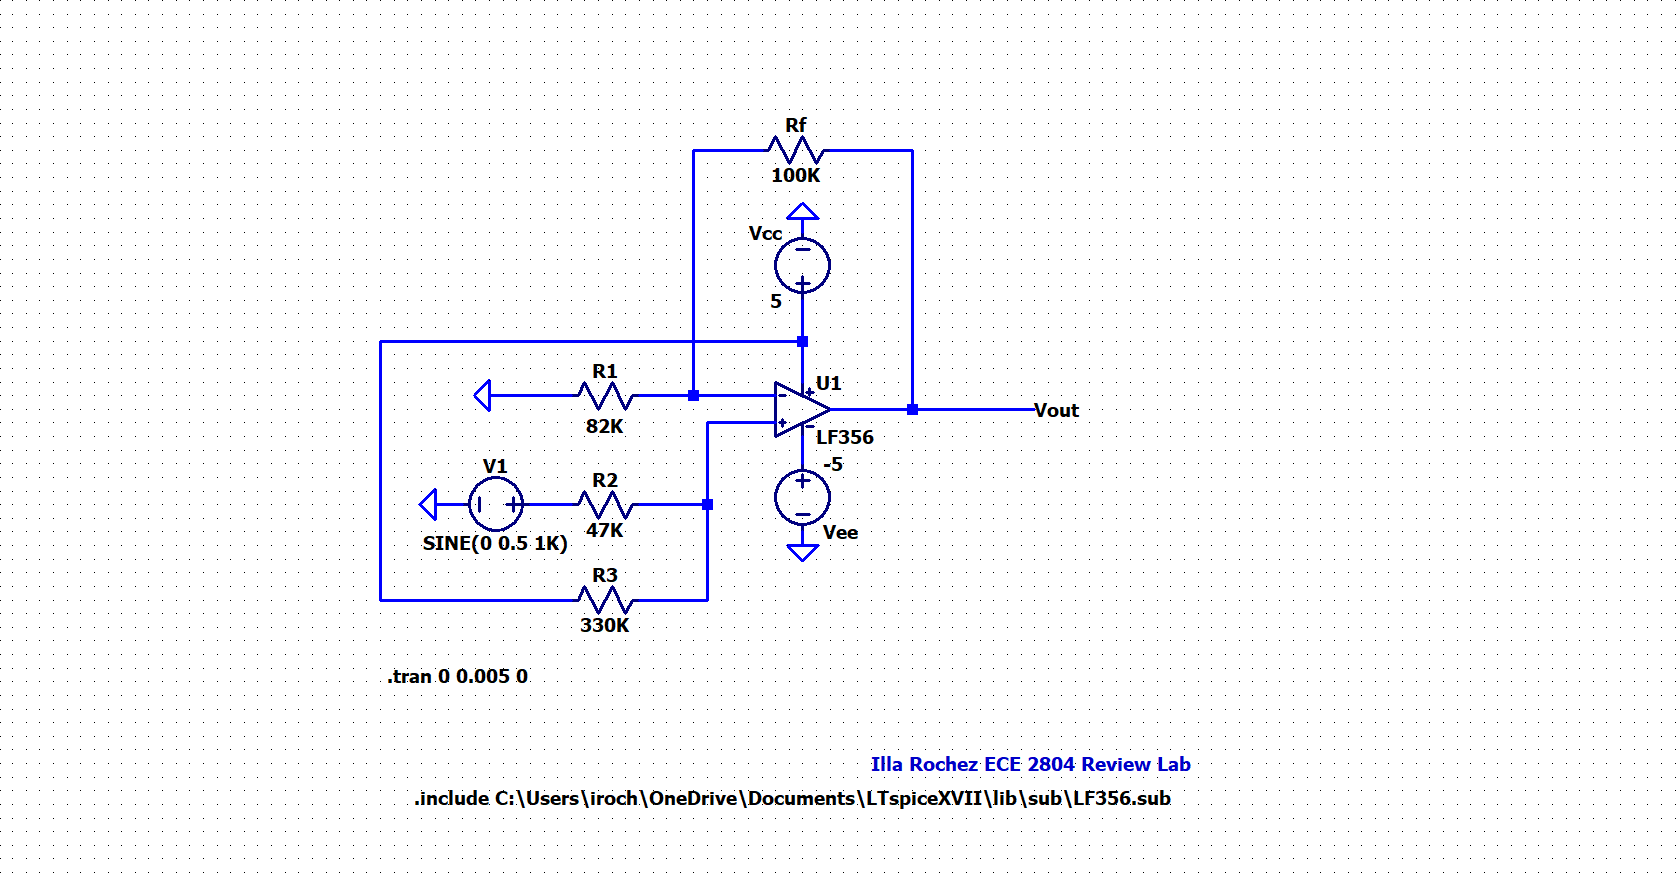 Rf
100K
Vcc
5
R1
82K
U1
LF356
Vout
-5
Vee
V1
SINE(0 0.5 1K)
R2
47K
R3
330K
.tran 0 0.005 0
Illa Rochez ECE 2804 Review Lab
.include C:\Users\iroch\OneDrive\Documents\LTspiceXVII\lib\sub\LF356.sub